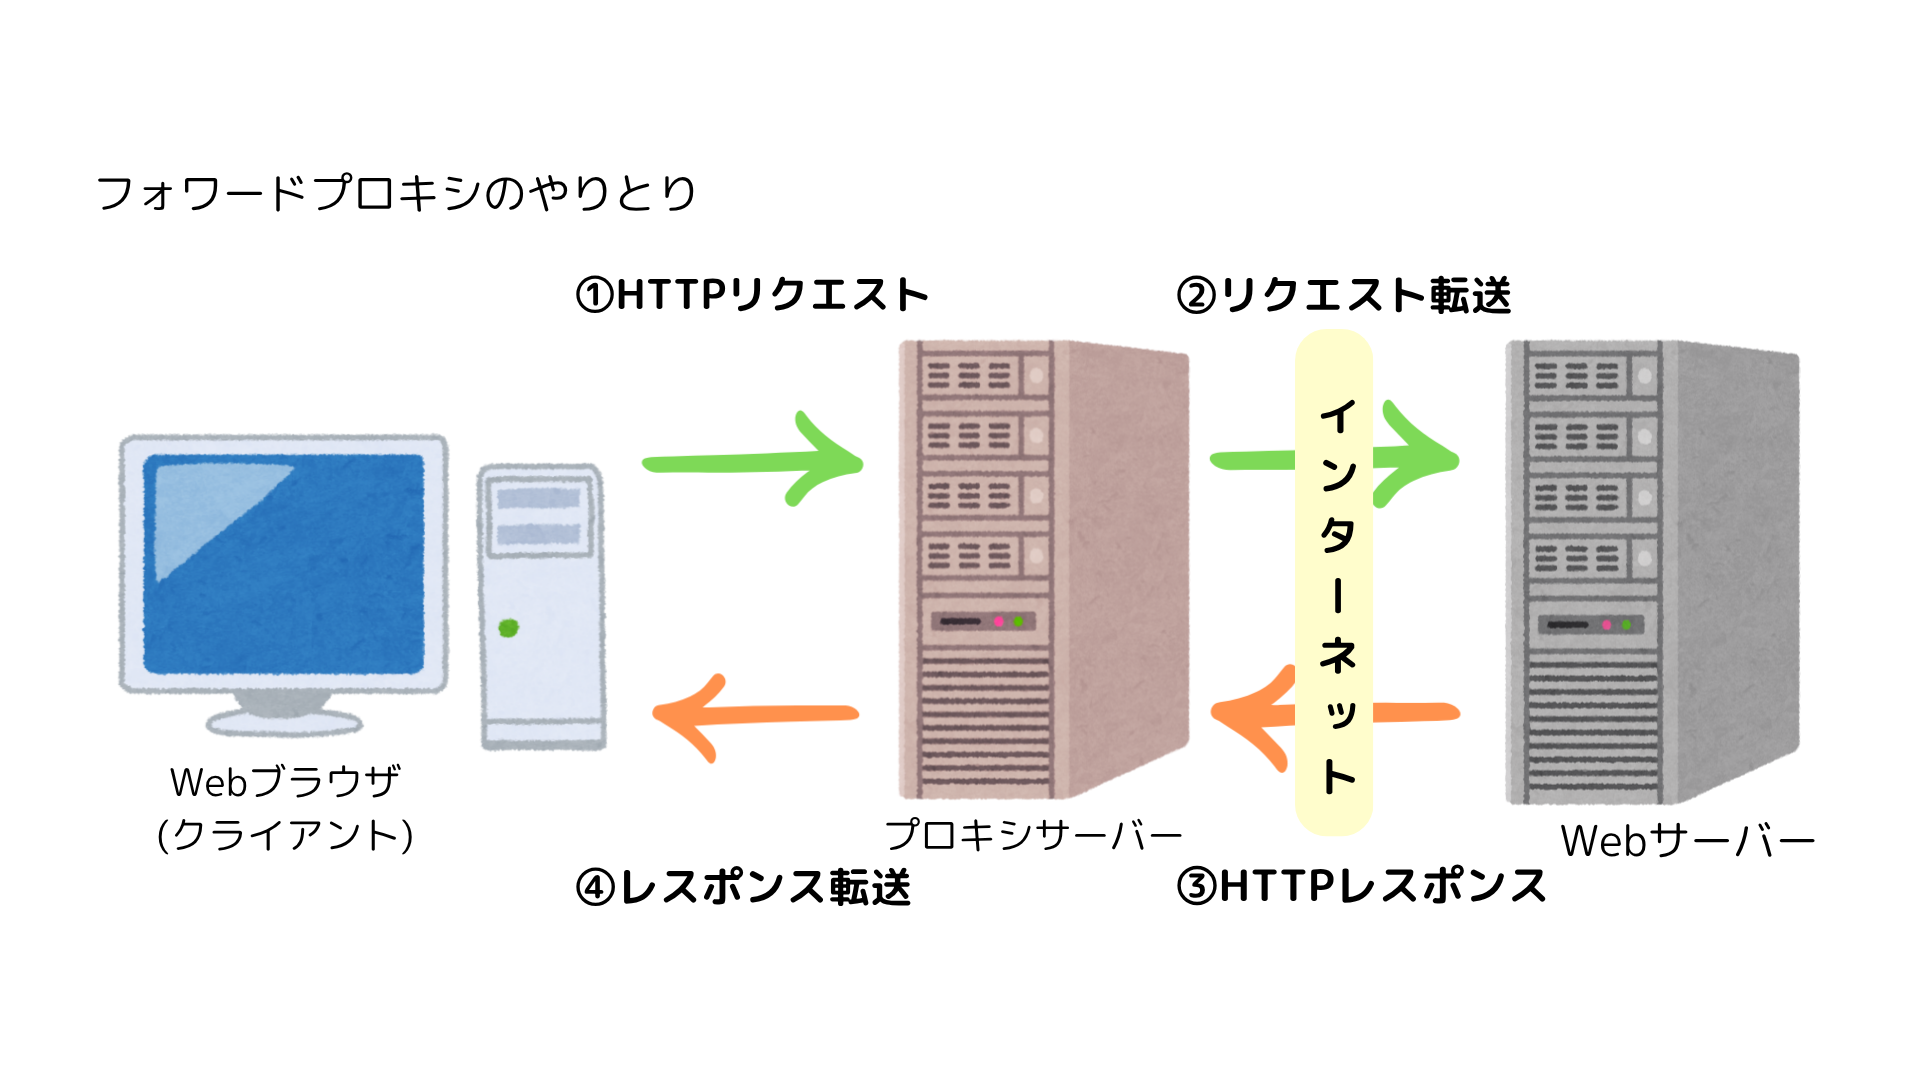 フォワードプロキシのやりとり
①HTTPリクエスト
②リクエスト転送
インターネット
Webブラウザ
(クライアント)
プロキシサーバー
Webサーバー
④レスポンス転送
③HTTPレスポンス